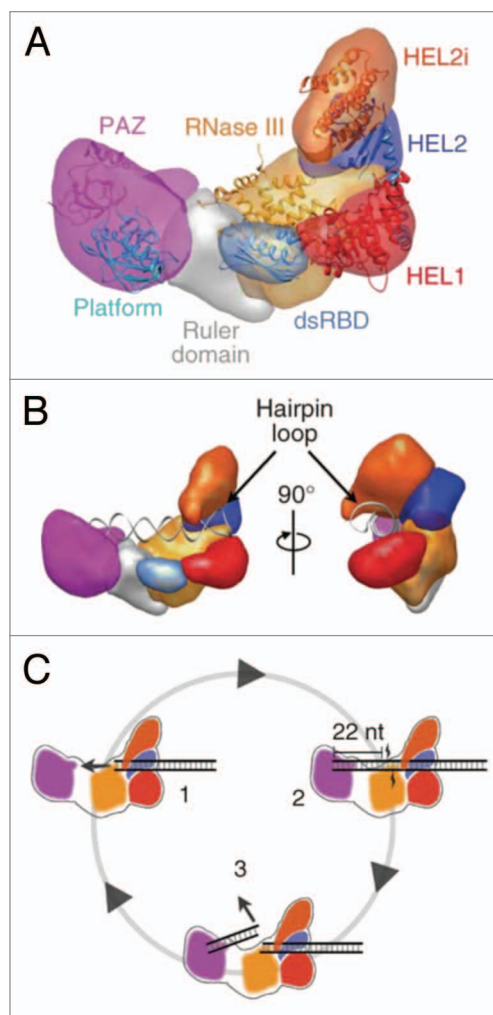 A
HEL2i
PAZ
RNase III
HEL2
HEL1
Platform
dsRBD
Ruler
domain
B
Hairpin
loop
90°
C
22 nt
1
2
3